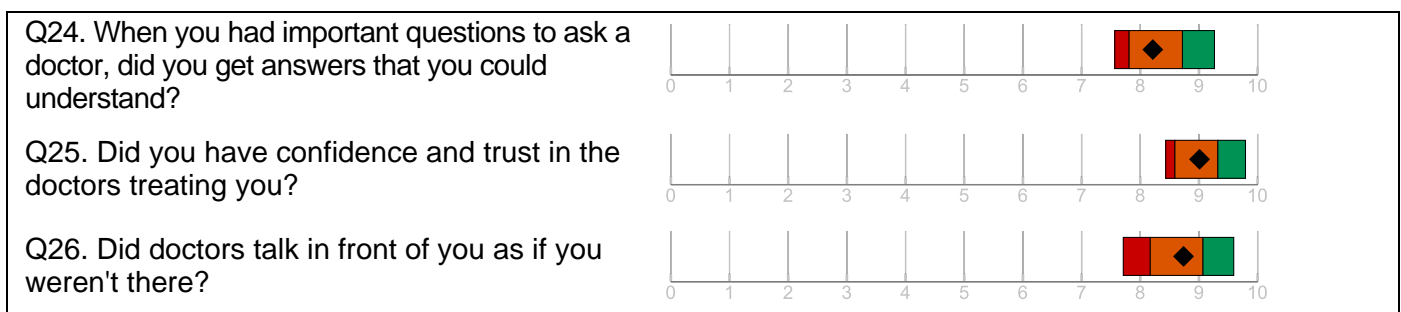 Q24. When you had important questions to ask a
doctor, did you get answers that you could
understand?
0 1 2 3 4 5 6 7 8 9 10
Q25. Did you have confidence and trust in the
doctors treating you?
0 1 2 3 4 5 6 7 8 9 10
Q26. Did doctors talk in front of you as if you
weren't there?
0 1 2 3 4 5 6 7 8 9 10